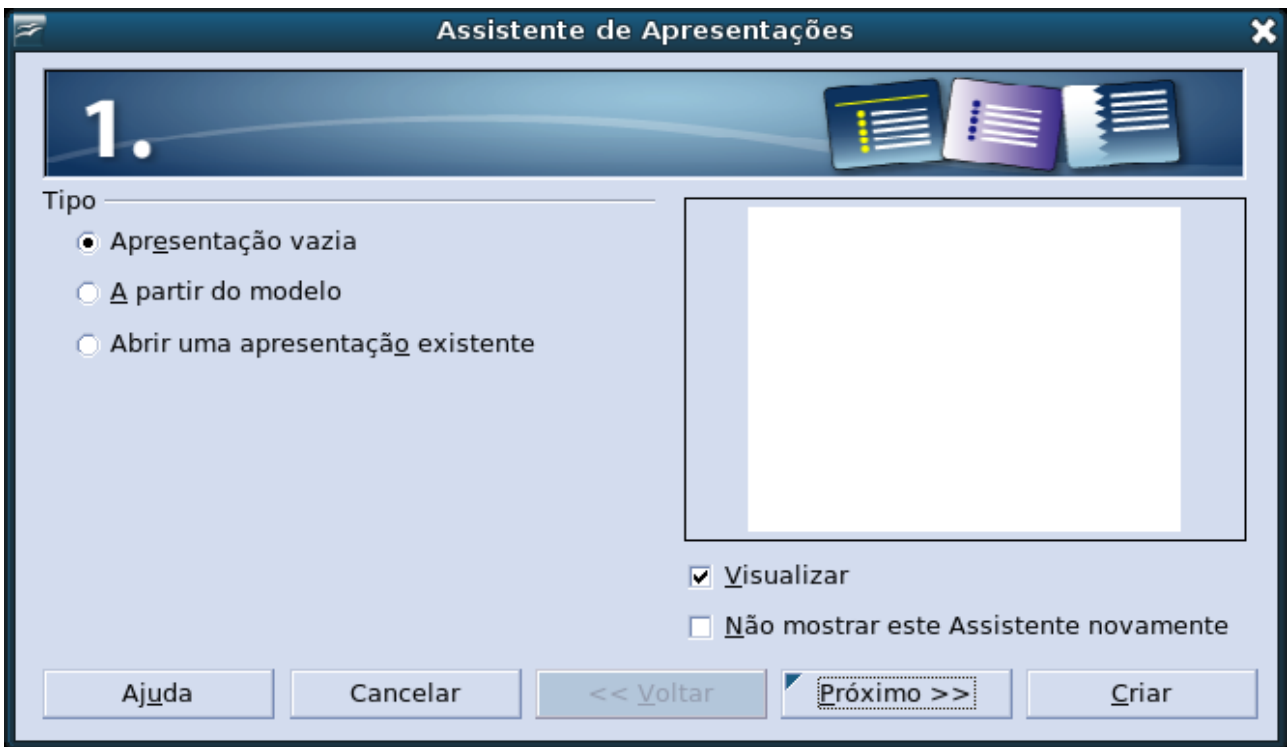 Assistente de Apresentações
1.
Tipo
Apresentação vazia
A partir do modelo
Abrir uma apresentação existente
Visualizar
Não mostrar este Assistente novamente
Ajuda
Cancelar
<< Voltar
Próximo >>
Criar